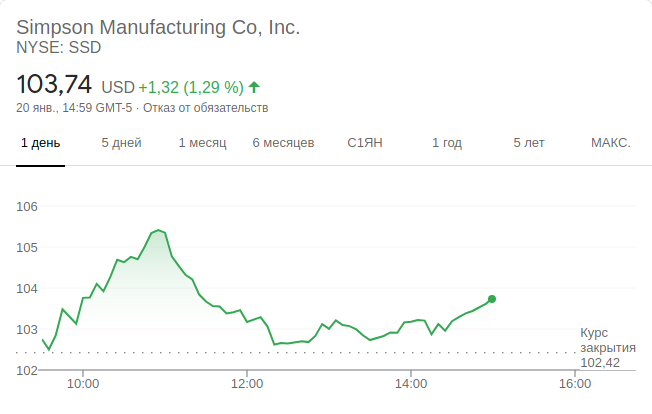 Simpson Manufacturing Co, Inc.
NYSE: SSD
103,74 USD +1,32 (1,29 %)
20 янв., 14:59 GMT-5 · Отказ от обязательств
1 день 5 дней 1 месяц 6 месяцев С1ЯН 1 год 5 лет МАКС.
106
105
104
103
Курс
закрытия
102,42
102
10:00 12:00 14:00 16:00